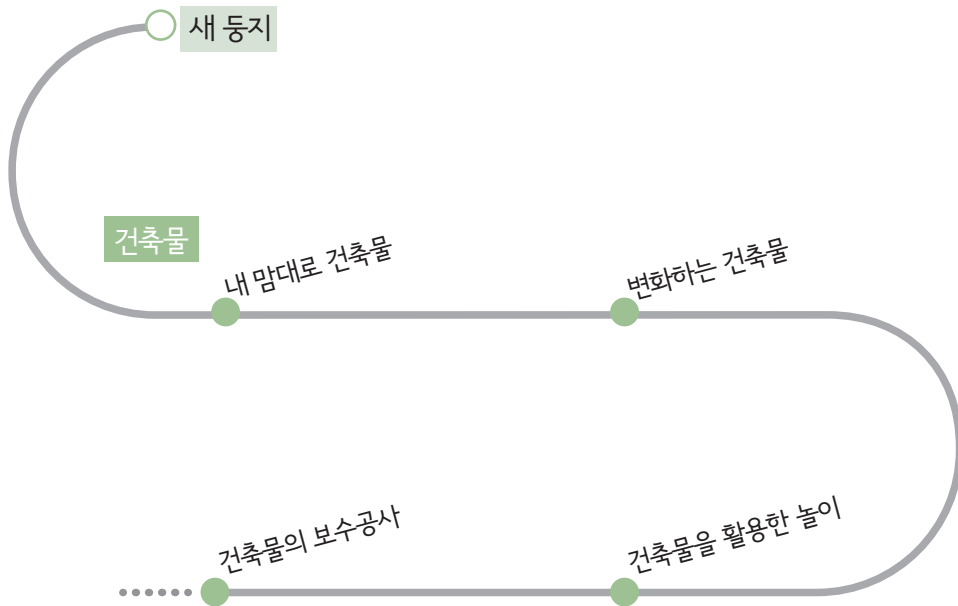 새 둥지
건축물
내 맘대로 건축물
변화하는 건축물
건축물을 활용한 놀이
건축물의 보수공사